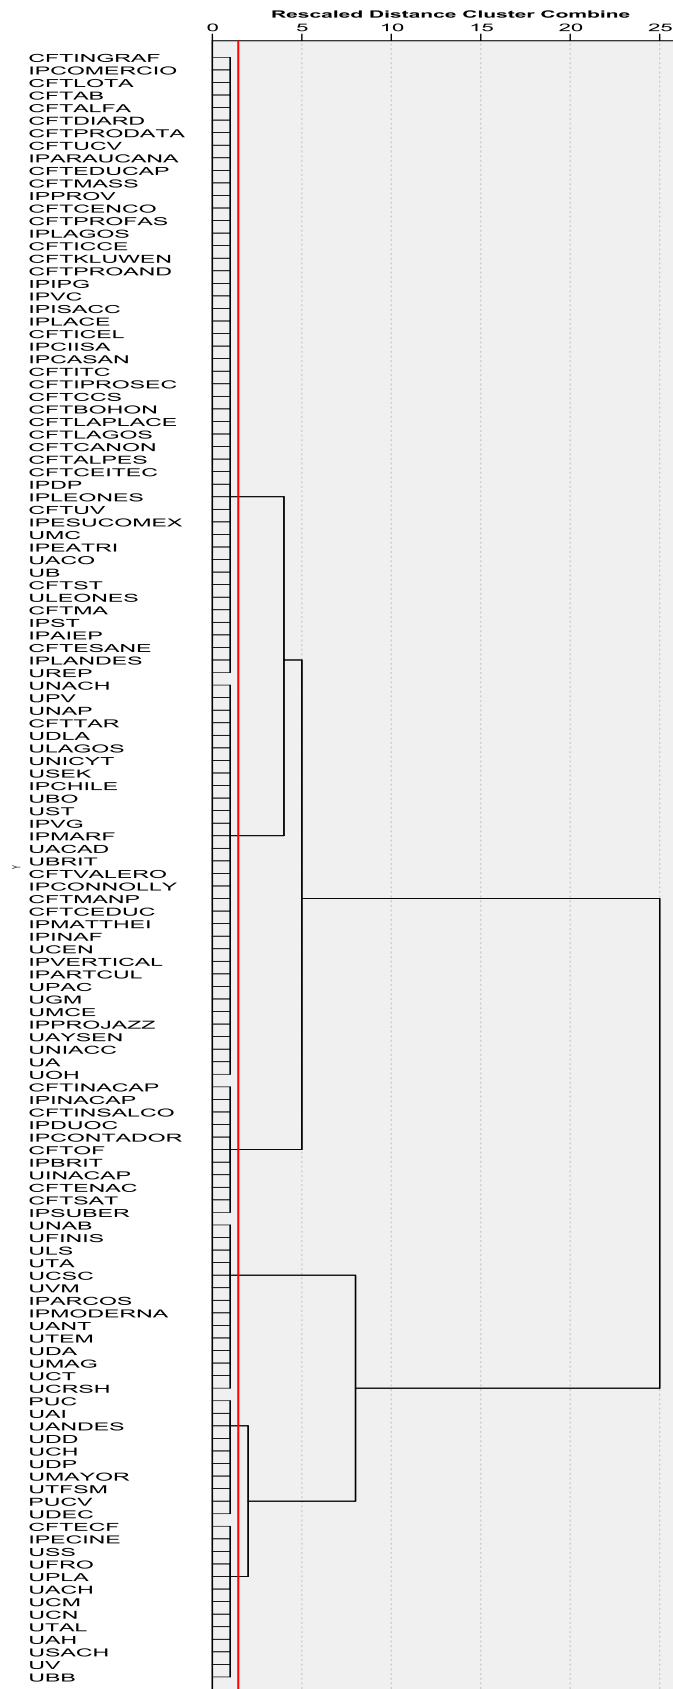 Rescaled Distance Cluster Combine
0 5 10 15 20 25
CFTINGRAF
IPCOMERCIO
CFTLOTA
CFTAB
CFTALFA
CFTDIARD
CFTPRODATA
CFTUCV
IPARAUCANA
CFTEDUCAP
CFTMASS
IPPROV
CFTCENCO
CFTPROFAS
IPLAGOS
CFTICCE
CFTKLUWEN
CFTPROAND
IPIPG
IPVC
IPISACC
IPLACE
CFTICEL
IPCIISA
IPCASAN
CFTITC
CFTIPROSEC
CFTCCS
CFTBOHON
CFTLAPLACE
CFTLAGOS
CFTCANON
CFTALPES
CFTCEITEC
IPDP
IPLEONES
CFTUV
IPESUCOMEX
UMC
IPEATRI
UACO
UB
CFTST
ULEONES
CFTMA
IPST
IPAIEP
CFTESANE
IPLANDES
UREP
UNACH
UPV
UNAP
CFTTAR
UDLA
ULAGOS
UNICYT
USEK
IPCHILE
UBO
UST
IPVG
IPMARF
UACAD
UBRIT
Y
CFTVALERO
IPCONNOLLY
CFTMANP
CFTCEDUC
IPMATTHEI
IPINAF
UCEN
IPVERTICAL
IPARTCUL
UPAC
UGM
UMCE
IPPROJAZZ
UAYSEN
UNIACC
UA
UOH
CFTINACAP
IPINACAP
CFTINSALCO
IPDUOC
IPCONTADOR
CFTOF
IPBRIT
UINACAP
CFTENAC
CFTSAT
IPSUBER
UNAB
UFINIS
ULS
UTA
UCSC
UVM
IPARCOS
IPMODERNA
UANT
UTEM
UDA
UMAG
UCT
UCRSH
PUC
UAI
UANDES
UDD
UCH
UDP
UMAYOR
UTFSM
PUCV
UDEC
CFTECF
IPECINE
USS
UFRO
UPLA
UACH
UCM
UCN
UTAL
UAH
USACH
UV
UBB